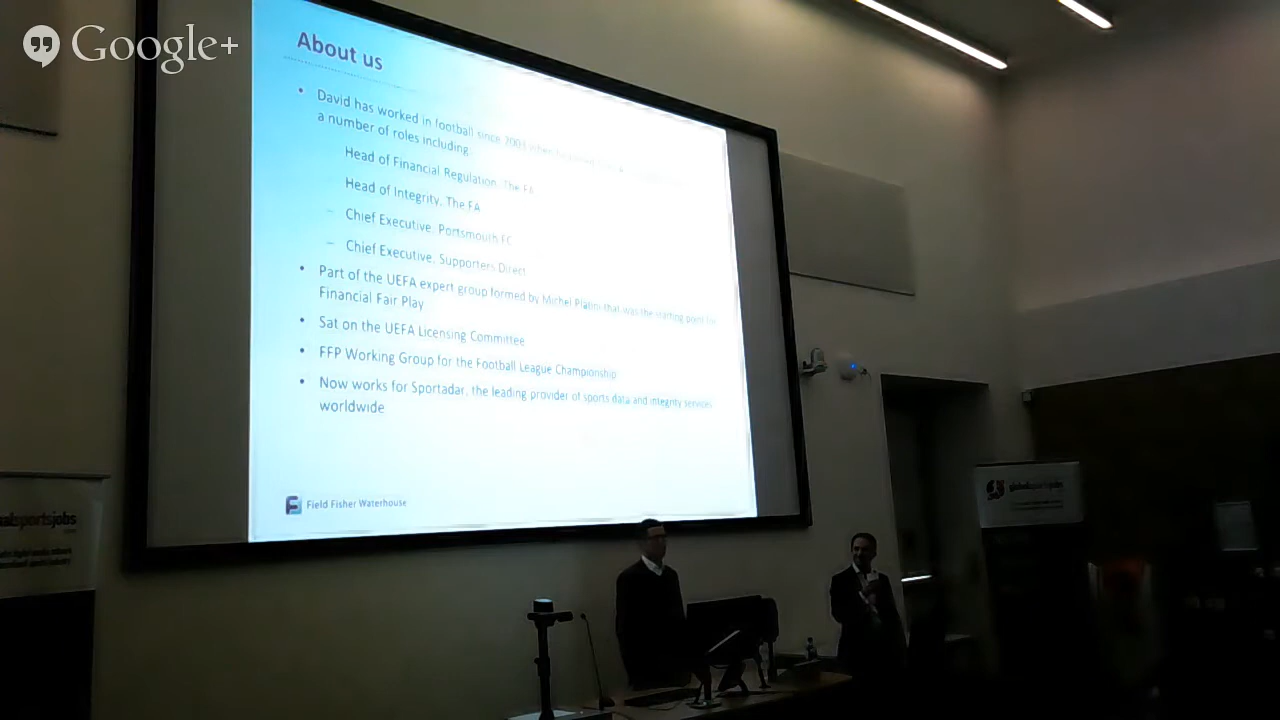 Google+
About us
• David has worked in football since 2003 when
a number of roles including:
Head of Financial Regulation, The FA
Head of Integrity, The FA
– Chief Executive, Portsmouth FC
– Chief Executive, Supporters Direct
• Part of the UEFA expert group formed by Michel Platini that was the starting point for
Financial Fair Play
• Sat on the UEFA Licensing Committee
• FFP Working Group for the Football League Championship
• Now works for Sportadar, the leading provider of sports data and integrity services
worldwide
Field Fisher Waterhouse
globalsportsjobs
alsportsjobs